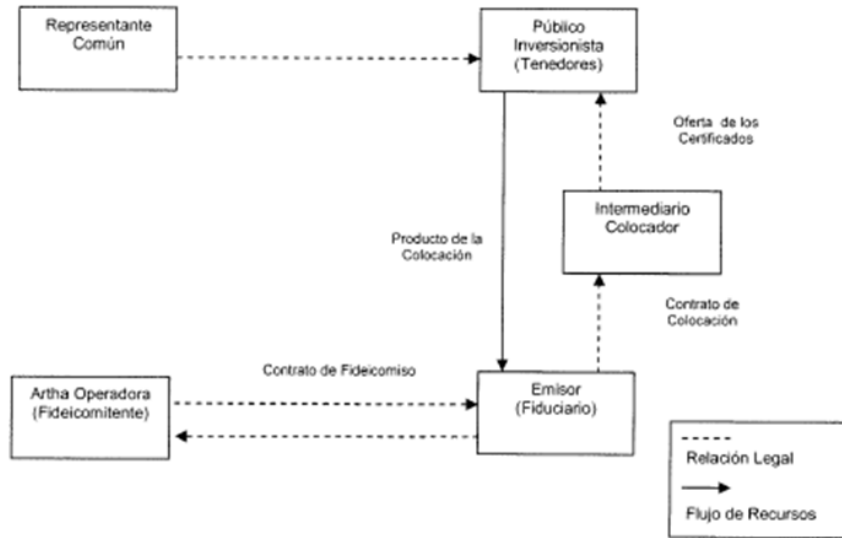 Representante
Común
Público
Inversionista
(Tenedores)
Oferta de los
Certificados
Intermediario
Colocador
Producto de la
Colocación
Contrato de
Colocación
Contrato de Fideicomiso
Artha Operadora
(Fideicomitente)
Emisor
(Fiduciario)
Relación Legal
Flujo de Recursos